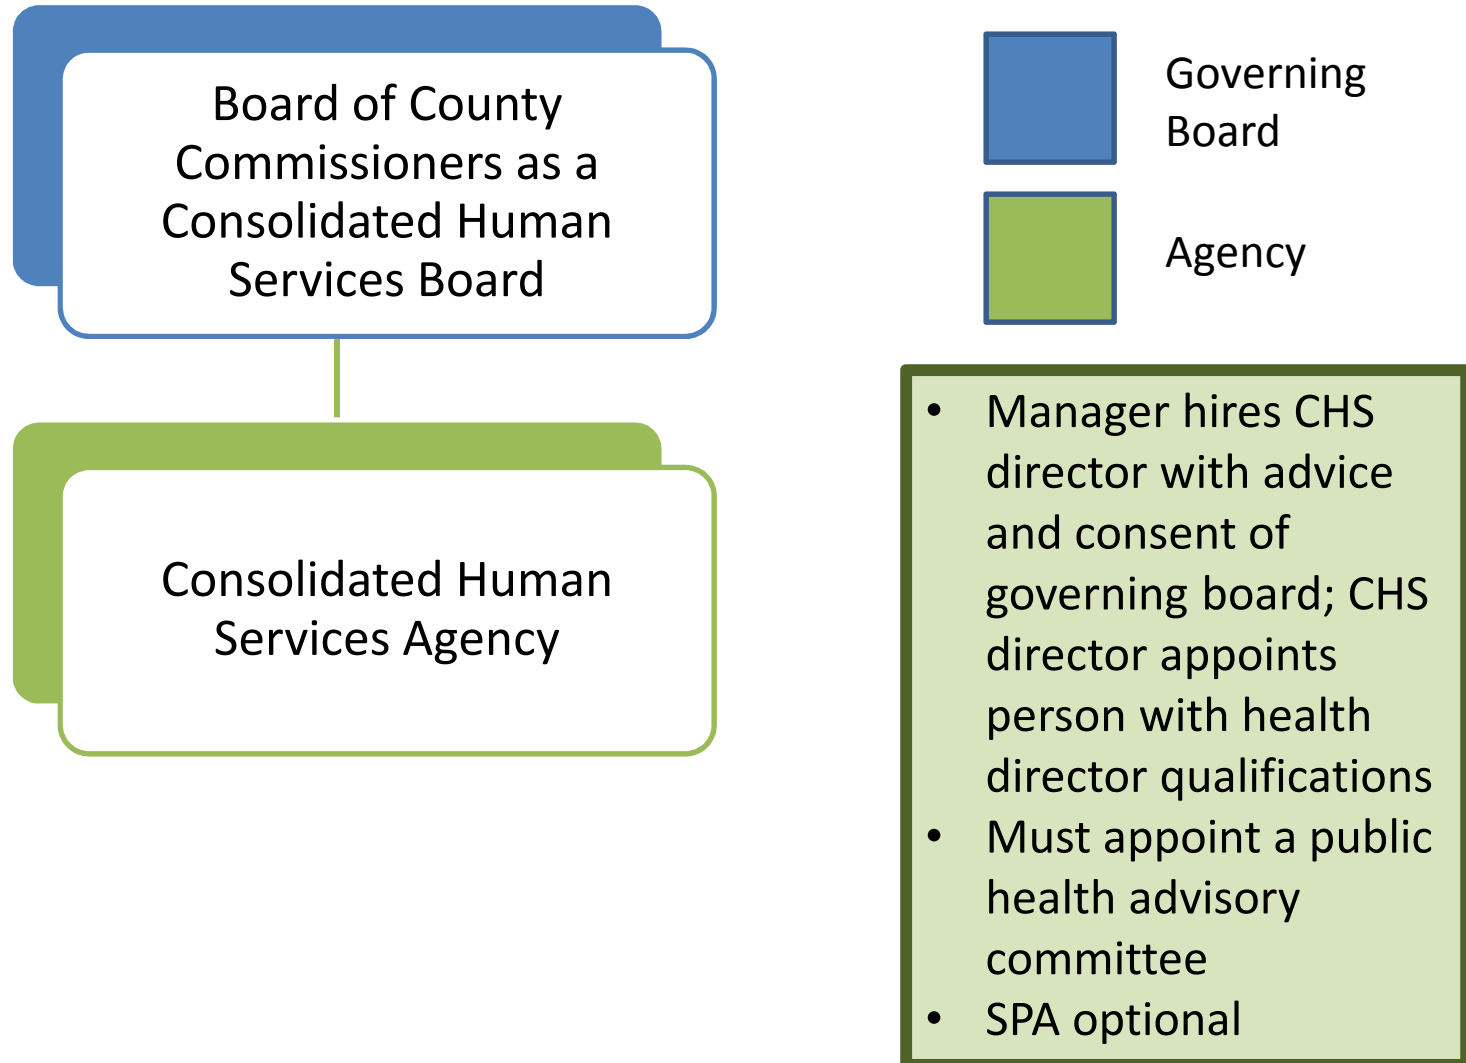 Board of County
Commissioners as a
Consolidated Human
Services Board
Consolidated Human
Services Agency
Governing
Board
Agency
• Manager hires CHS
director with advice
and consent of
governing board; CHS
director appoints
person with health
director qualifications
• Must appoint a public
health advisory
committee
• SPA optional